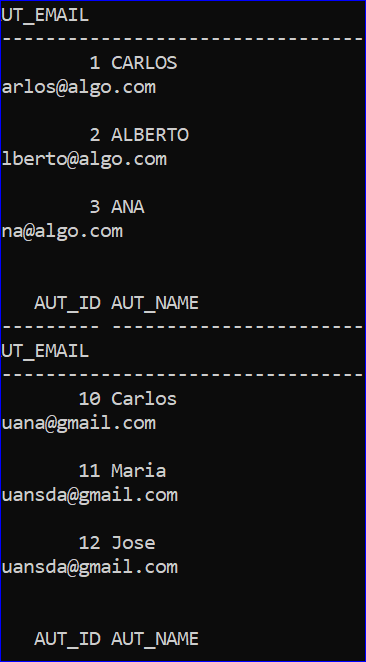 UT_EMAIL
---------------------------------
1 CARLOS
arlos@algo.com
2 ALBERTO
lberto@algo.com
3 ANA
na@algo.com
AUT_ID AUT_NAME
--------- -----------------------
UT_EMAIL
---------------------------------
10 Carlos
uana@gmail.com
11 Maria
uansda@gmail.com
12 Jose
uansda@gmail.com
AUT_ID AUT_NAME